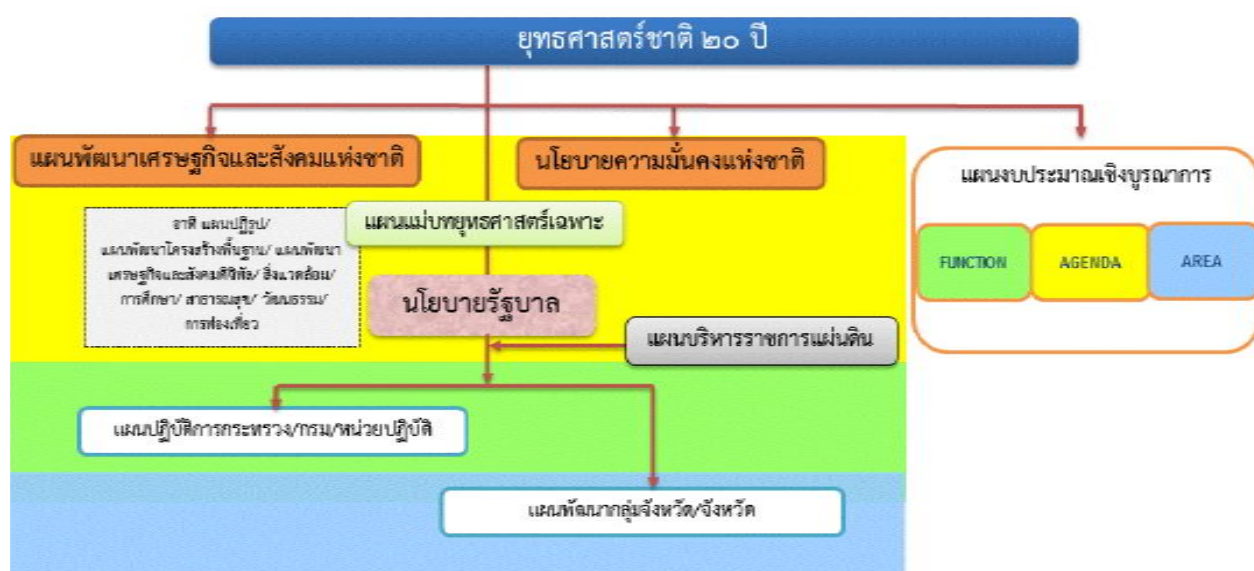 ยุทธศาสตร์ชาติ ๒๐ ปี
แผนพัฒนาเศรษฐกิจและสังคมแห่งชาติ
นโยบายความมั่นคงแห่งชาติ
แผนงบประมาณเชิงบูรณาการ
แผนแม่บทยุทธศาสตร์เฉพาะ
อาทิ แผนปฏิรูป/
แผนพัฒนาโครงสร้างพื้นฐาน/ แผนพัฒนา
เศรษฐกิจและสังคมดิจิทัล/ สิ่งแวดล้อม/
การศึกษา/ สาธารณสุข/ วัฒนธรรม/
การท่องเที่ยว
FUNCTION
AGENDA
AREA
นโยบายรัฐบาล
แผนบริหารราชการแผ่นดิน
แผนปฏิบัติการกระทรวง/กรม/หน่วยปฏิบัติ
แผนพัฒนากลุ่มจังหวัด/จังหวัด